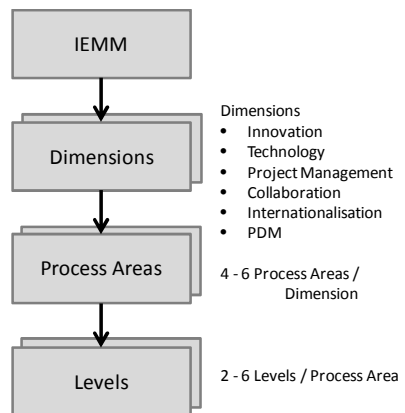 IEMM
Dimensions
Dimensions
• Innovation
• Technology
• Project Management
• Collaboration
• Internationalisation
• PDM
Process Areas
4 - 6 Process Areas /
Dimension
Levels
2 - 6 Levels / Process Area